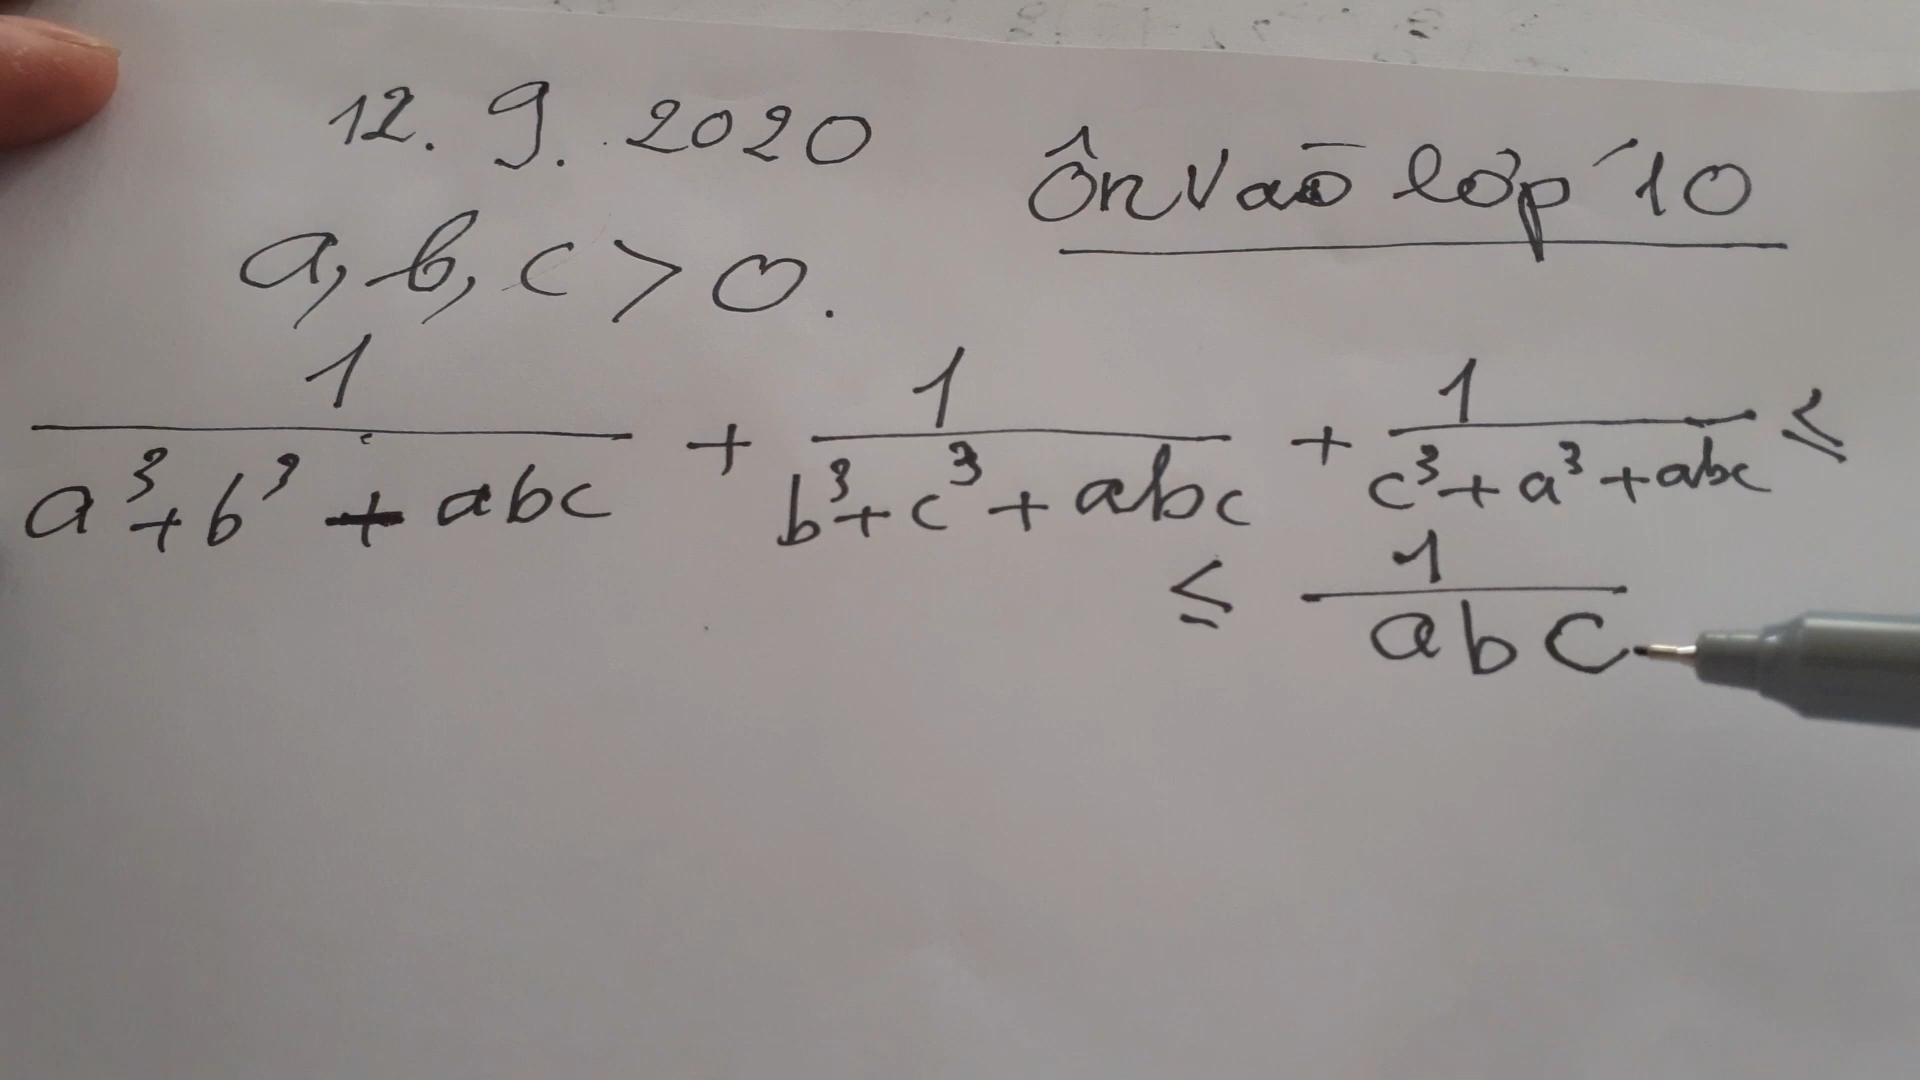 12. 9. 2020
Ôn vào lớp 10
a, b, c > 0.
1/(a³+b³+abc) + 1/(b³+c³+abc) + 1/(c³+a³+abc) ≤
≤ 1/(abc)